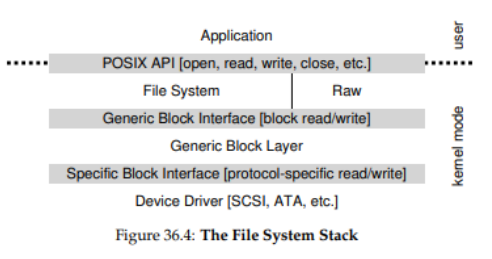 Application
POSIX API [open, read, write, close, etc.]
File System
Raw
Generic Block Interface [block read/write]
Generic Block Layer
Specific Block Interface [protocol-specific read/write]
Device Driver [SCSI, ATA, etc.]
user
kernel mode
Figure 36.4: The File System Stack